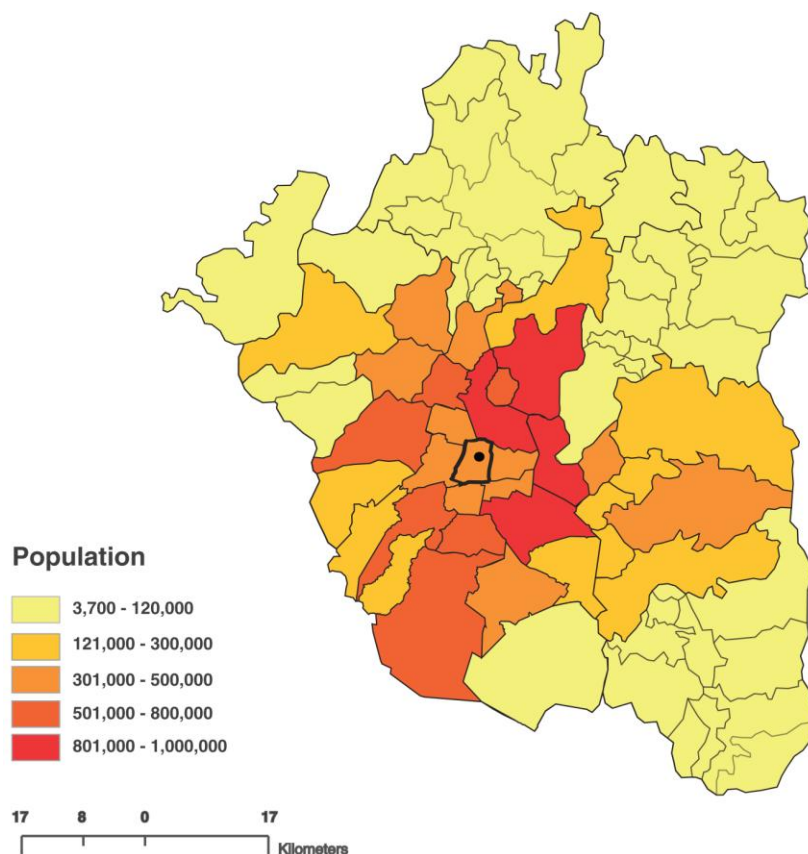 Population
3,700 - 120,000
121,000 - 300,000
301,000 - 500,000
501,000 - 800,000
801,000 - 1,000,000
17 8 0 17
Kilometers